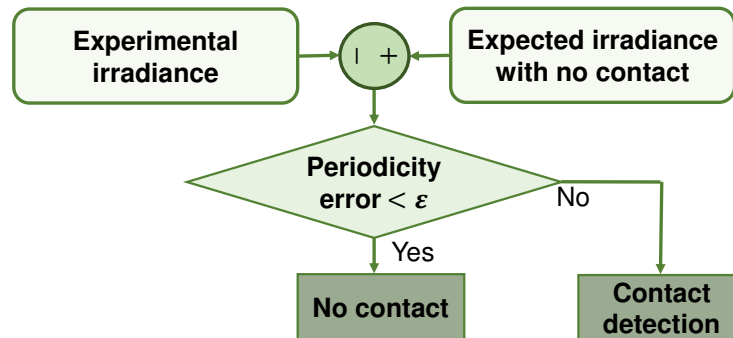 Experimental
irradiance
I +
Expected irradiance
with no contact
Periodicity
error < ε
No
Yes
No contact
Contact
detection